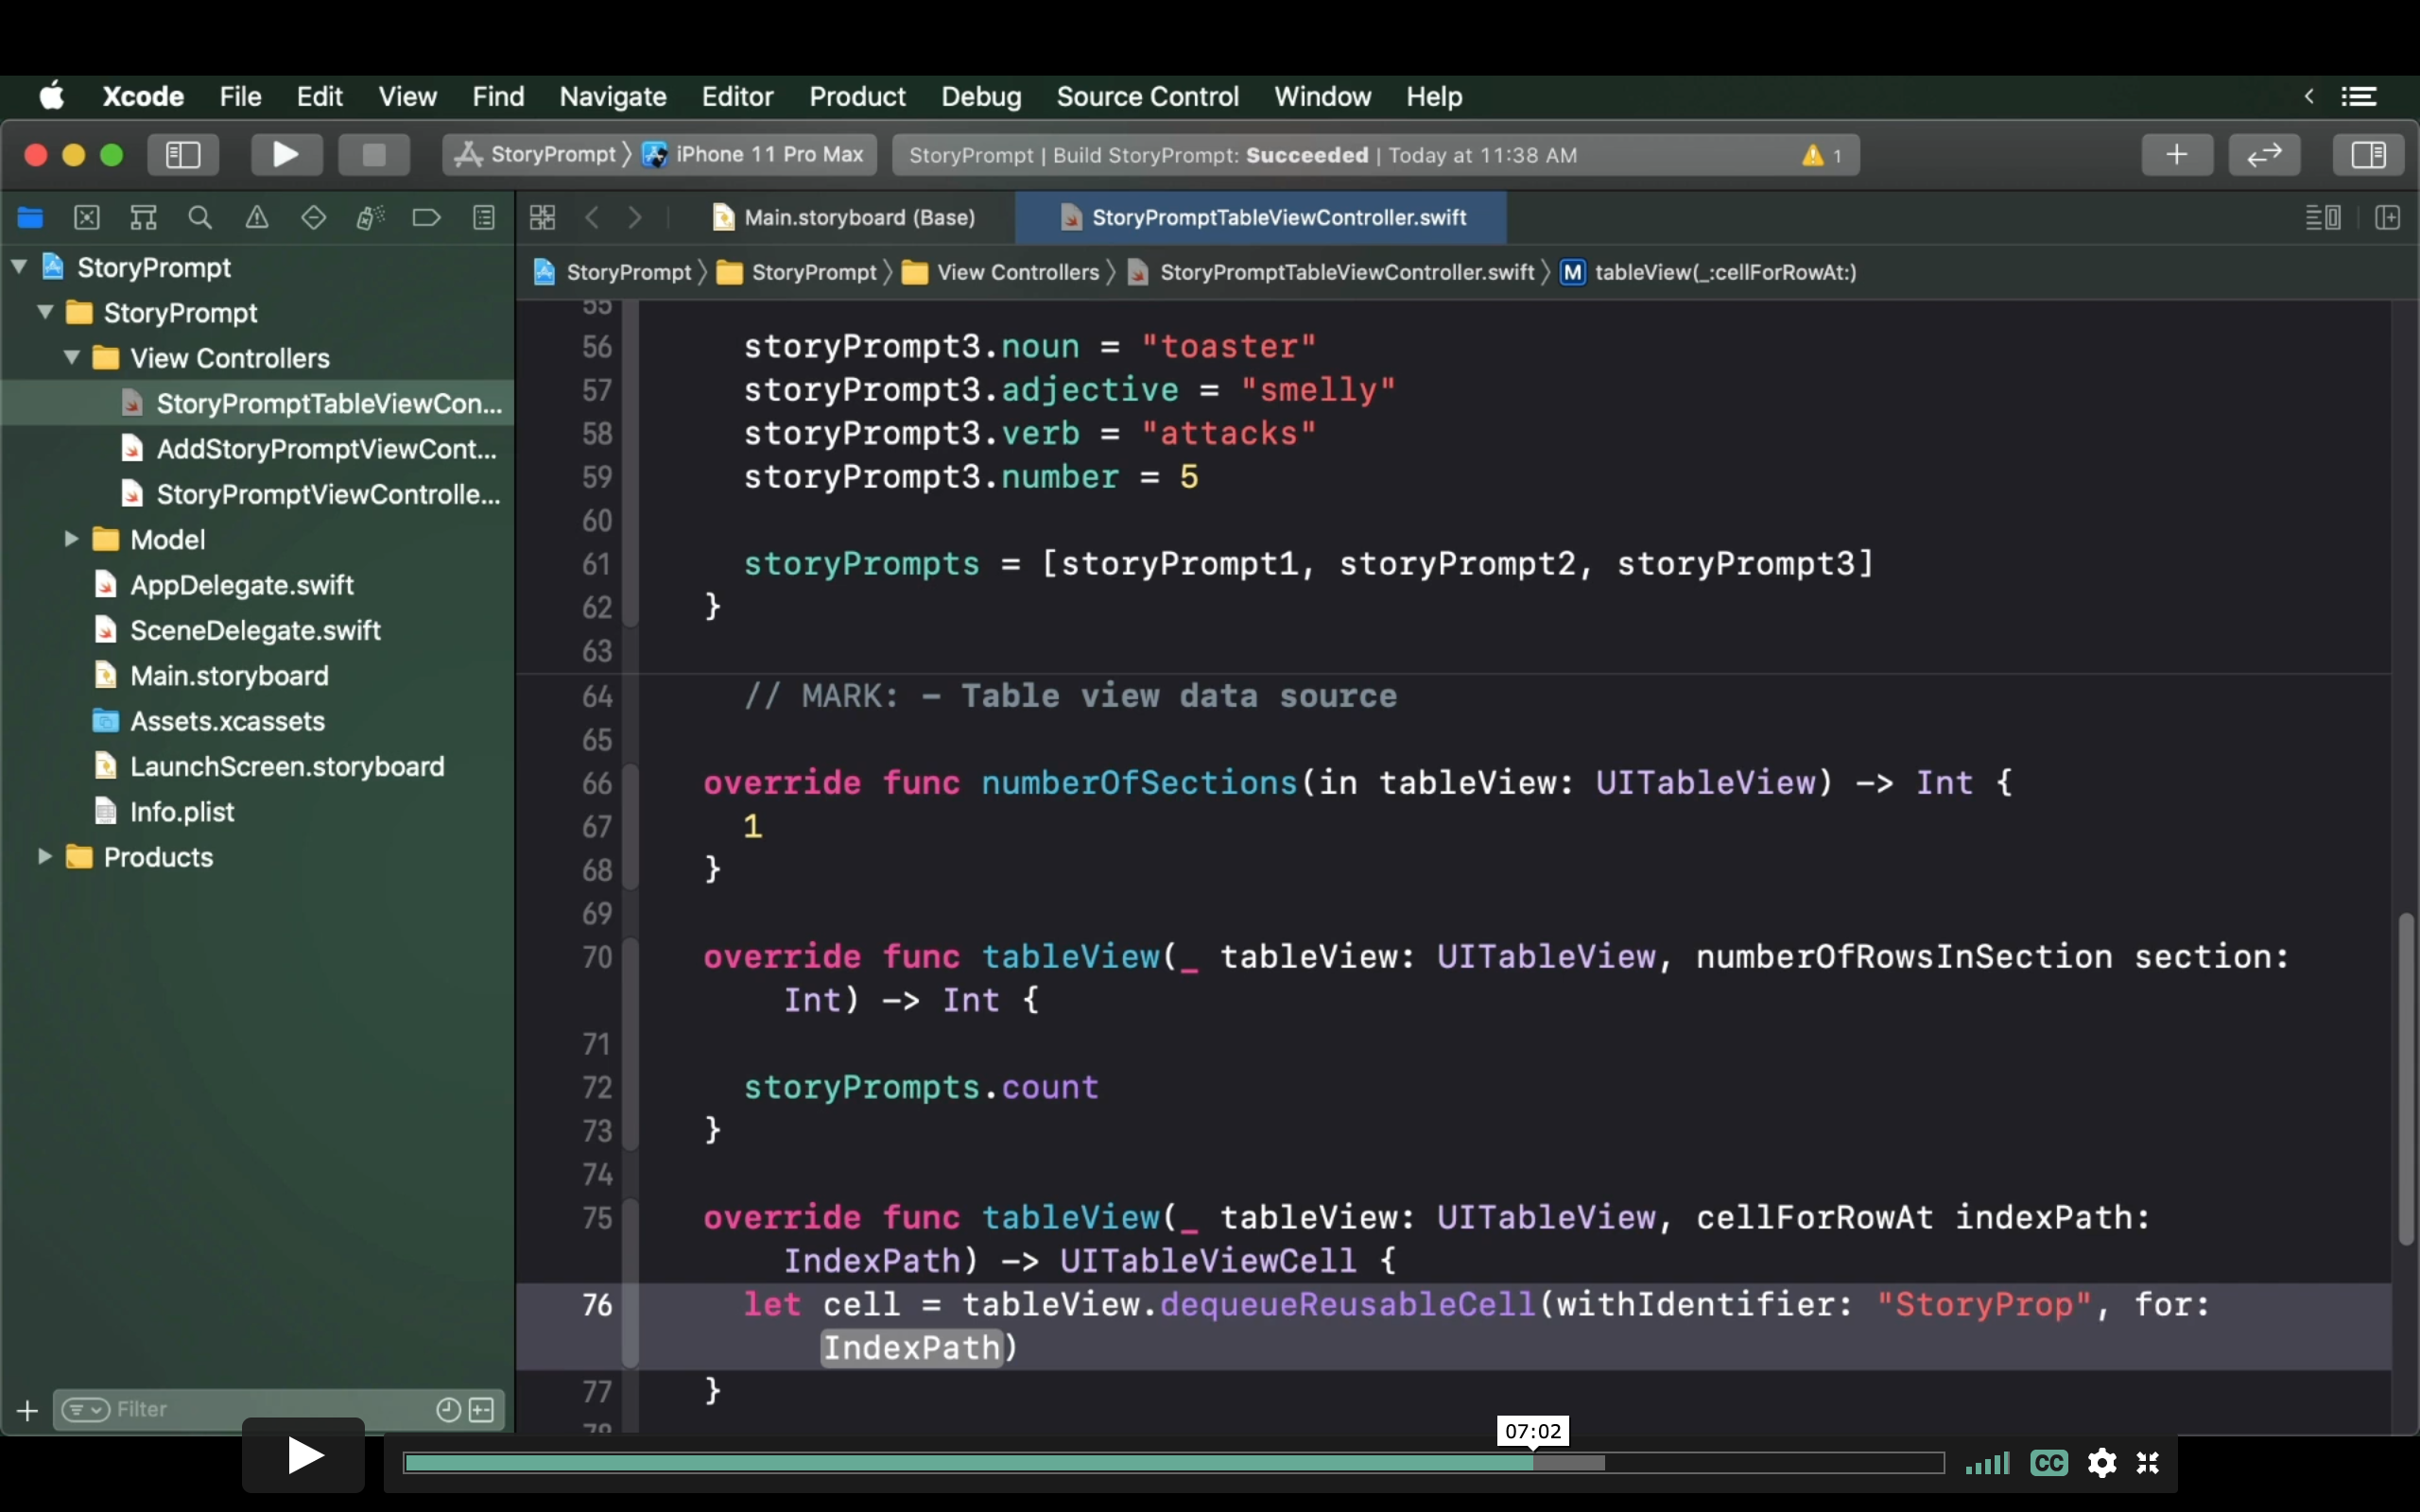 Xcode File Edit View Find Navigate Editor Product Debug Source Control Window Help
StoryPrompt iPhone 11 Pro Max StoryPrompt | Build StoryPrompt: Succeeded | Today at 11:38 AM 1
Main.storyboard (Base) StoryPromptTableViewController.swift
StoryPrompt StoryPrompt View Controllers StoryPromptTableViewController.swift M tableView(_:cellForRowAt:)
StoryPrompt
StoryPrompt
View Controllers
StoryPromptTableViewCon...
AddStoryPromptViewCont...
StoryPromptViewControlle...
Model
AppDelegate.swift
SceneDelegate.swift
Main.storyboard
Assets.xcassets
LaunchScreen.storyboard
Info.plist
Products
Filter
55
56 storyPrompt3.noun = "toaster"
57 storyPrompt3.adjective = "smelly"
58 storyPrompt3.verb = "attacks"
59 storyPrompt3.number = 5
60
61 storyPrompts = [storyPrompt1, storyPrompt2, storyPrompt3]
62 }
63
64 // MARK: - Table view data source
65
66 override func numberOfSections(in tableView: UITableView) -> Int {
67 1
68 }
69
70 override func tableView(_ tableView: UITableView, numberOfRowsInSection section:
Int) -> Int {
71
72 storyPrompts.count
73 }
74
75 override func tableView(_ tableView: UITableView, cellForRowAt indexPath:
IndexPath) -> UITableViewCell {
76 let cell = tableView.dequeueReusableCell(withIdentifier: "StoryProp", for:
IndexPath)
77 }
78
07:02
CC